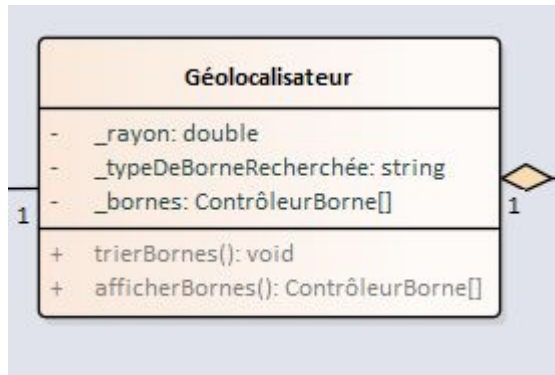 Géolocalisateur
- _rayon: double
- _typeDeBorneRecherchée: string
- _bornes: ContrôleurBorne[]
1
1
+ trierBornes(): void
+ afficherBornes(): ContrôleurBorne[]